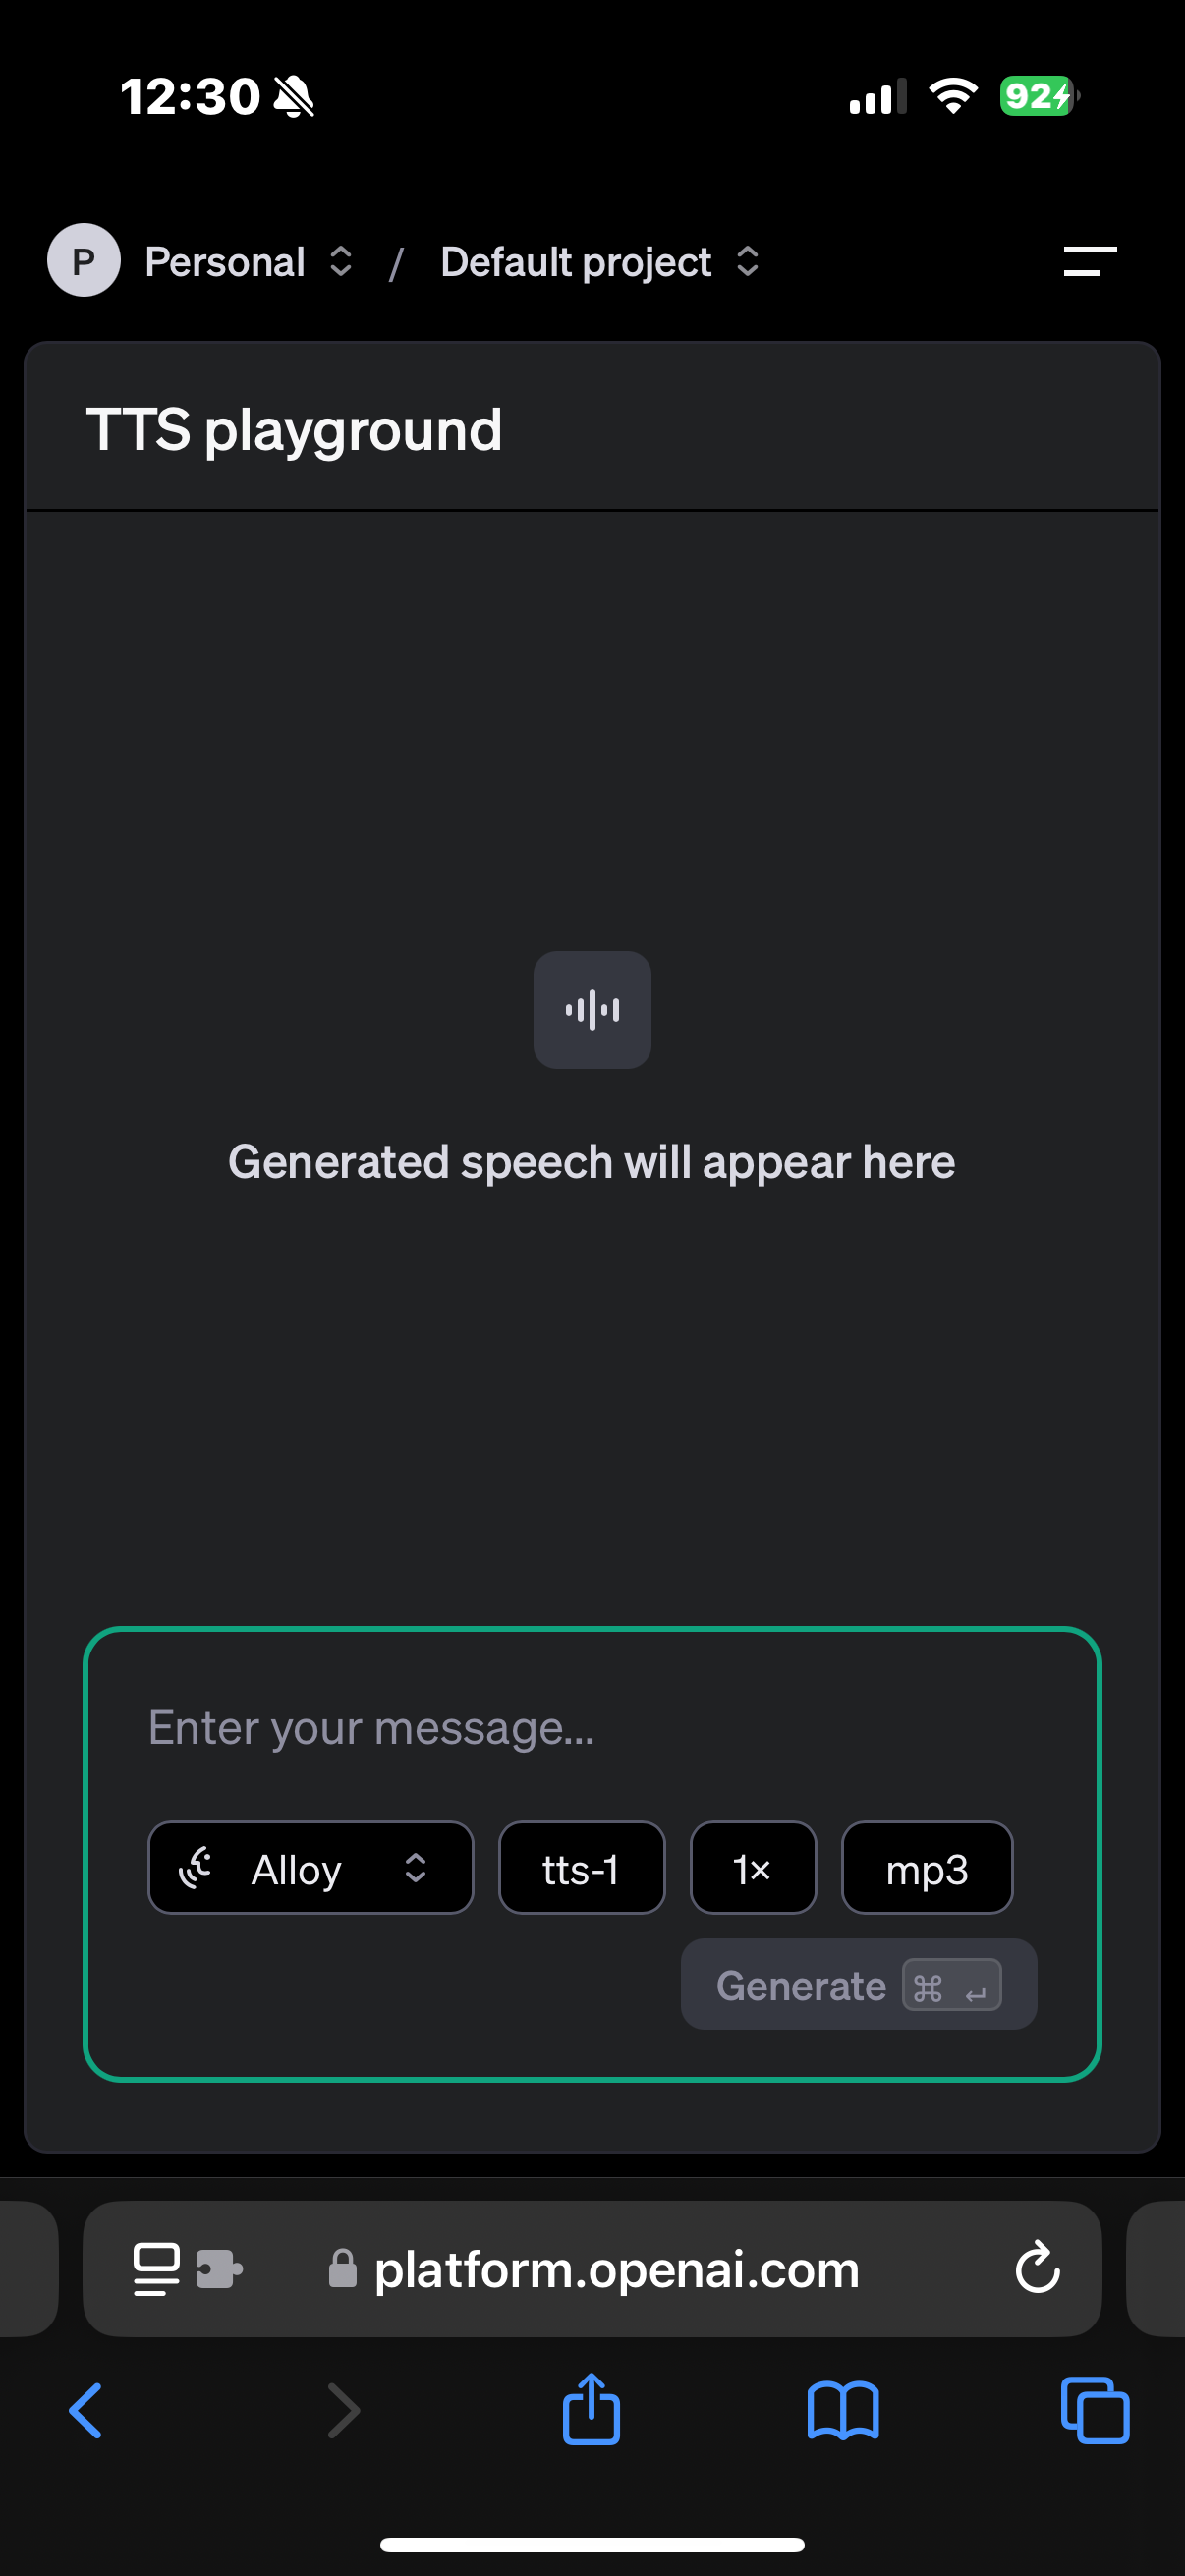 12:30
92
P Personal / Default project
TTS playground
Generated speech will appear here
Enter your message...
Alloy tts-1 1× mp3
Generate ⌘ ↵
platform.openai.com